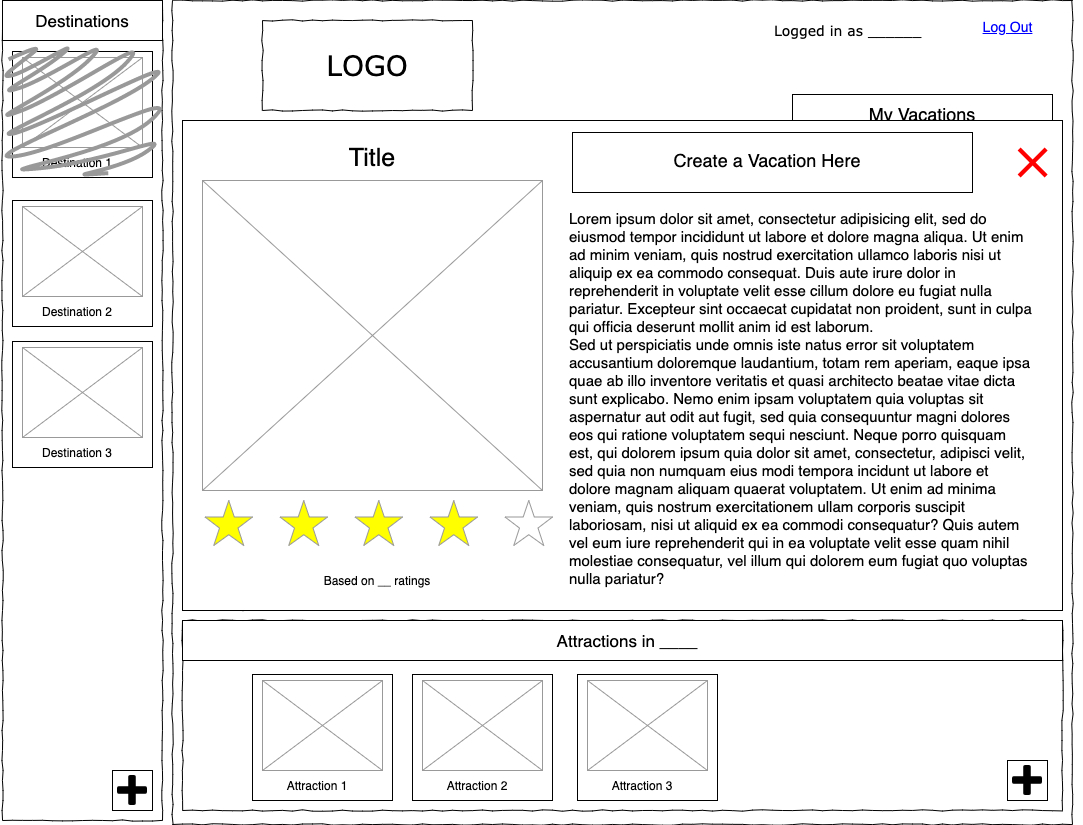 Destinations
Destination 1
Destination 2
Destination 3
LOGO
Logged in as ______
Log Out
My Vacations
Title
Based on __ ratings
Create a Vacation Here
Lorem ipsum dolor sit amet, consectetur adipisicing elit, sed do
eiusmod tempor incididunt ut labore et dolore magna aliqua. Ut enim
ad minim veniam, quis nostrud exercitation ullamco laboris nisi ut
aliquip ex ea commodo consequat. Duis aute irure dolor in
reprehenderit in voluptate velit esse cillum dolore eu fugiat nulla
pariatur. Excepteur sint occaecat cupidatat non proident, sunt in culpa
qui officia deserunt mollit anim id est laborum.
Sed ut perspiciatis unde omnis iste natus error sit voluptatem
accusantium doloremque laudantium, totam rem aperiam, eaque ipsa
quae ab illo inventore veritatis et quasi architecto beatae vitae dicta
sunt explicabo. Nemo enim ipsam voluptatem quia voluptas sit
aspernatur aut odit aut fugit, sed quia consequuntur magni dolores
eos qui ratione voluptatem sequi nesciunt. Neque porro quisquam
est, qui dolorem ipsum quia dolor sit amet, consectetur, adipisci velit,
sed quia non numquam eius modi tempora incidunt ut labore et
dolore magnam aliquam quaerat voluptatem. Ut enim ad minima
veniam, quis nostrum exercitationem ullam corporis suscipit
laboriosam, nisi ut aliquid ex ea commodi consequatur? Quis autem
vel eum iure reprehenderit qui in ea voluptate velit esse quam nihil
molestiae consequatur, vel illum qui dolorem eum fugiat quo voluptas
nulla pariatur?
Attractions in ____
Attraction 1
Attraction 2
Attraction 3